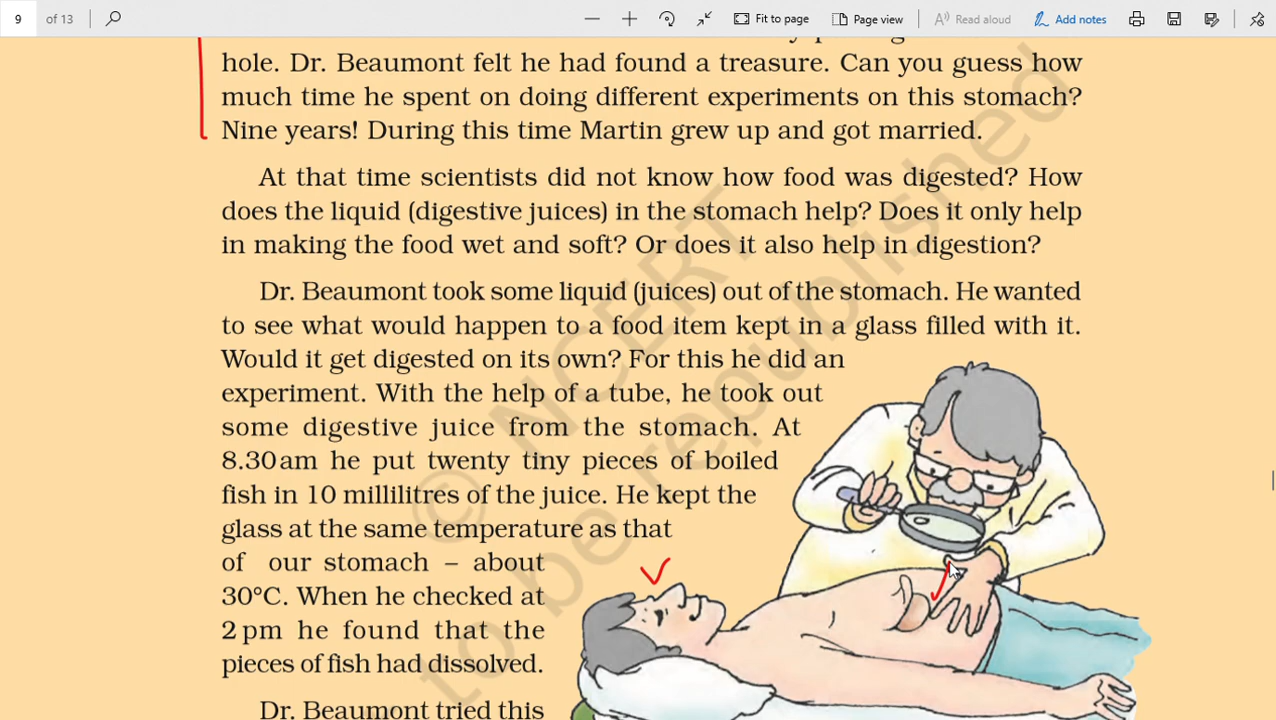 9 of 13 Fit to page Page view Read aloud Add notes
hole. Dr. Beaumont felt he had found a treasure. Can you guess how
much time he spent on doing different experiments on this stomach?
Nine years! During this time Martin grew up and got married.
At that time scientists did not know how food was digested? How
does the liquid (digestive juices) in the stomach help? Does it only help
in making the food wet and soft? Or does it also help in digestion?
Dr. Beaumont took some liquid (juices) out of the stomach. He wanted
to see what would happen to a food item kept in a glass filled with it.
Would it get digested on its own? For this he did an
experiment. With the help of a tube, he took out
some digestive juice from the stomach. At
8.30am he put twenty tiny pieces of boiled
fish in 10 millilitres of the juice. He kept the
glass at the same temperature as that
of our stomach – about
30°C. When he checked at
2pm he found that the
pieces of fish had dissolved.
Dr. Beaumont tried this
© NCERT
to be republished